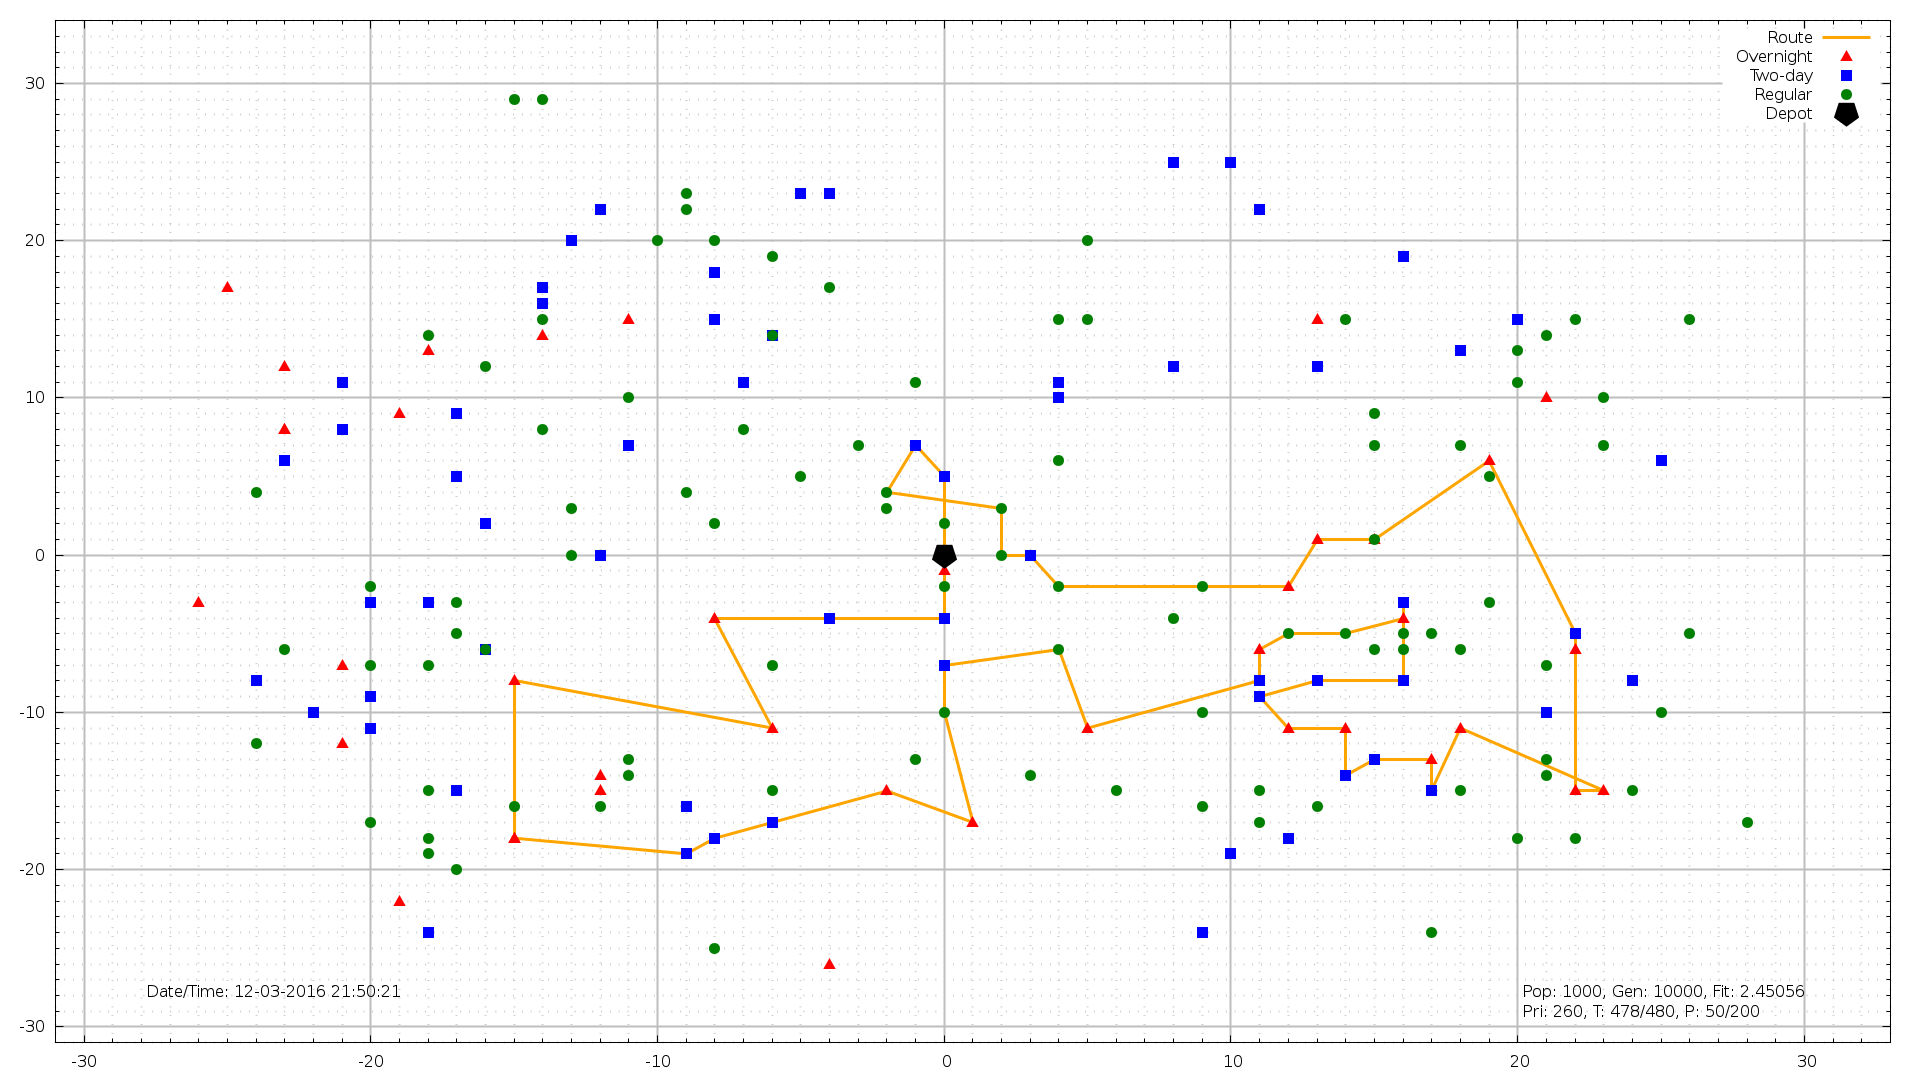 Route
Overnight
Two-day
Regular
Depot
30
20
10
0
-10
-20
-30
Date/Time: 12-03-2016 21:50:21
Pop: 1000, Gen: 10000, Fit: 2.45056
Pri: 260, T: 478/480, P: 50/200
-30 -20 -10 0 10 20 30